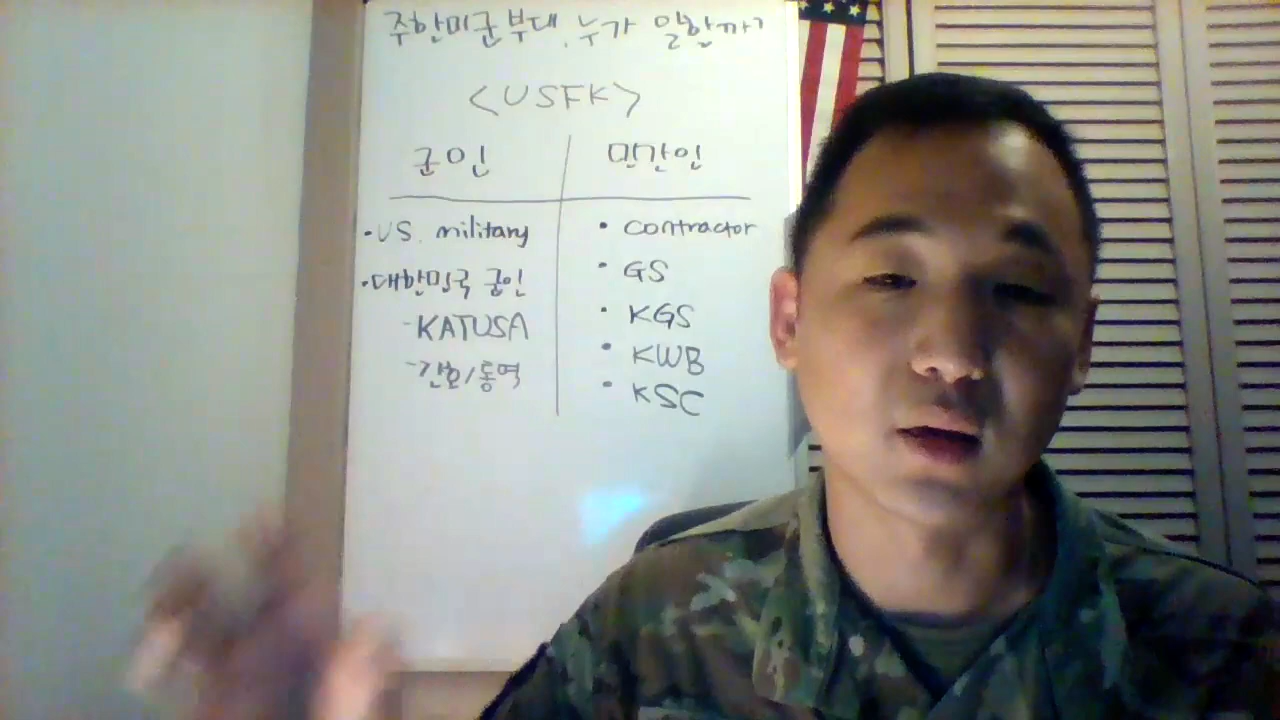 주한미군부대, 누가 일할까?
<USFK>
군인 민간인
•US. military
•대한민국 군인
-KATUSA
-간호/통역
• contractor
• GS
• KGS
• KWB
• KSC